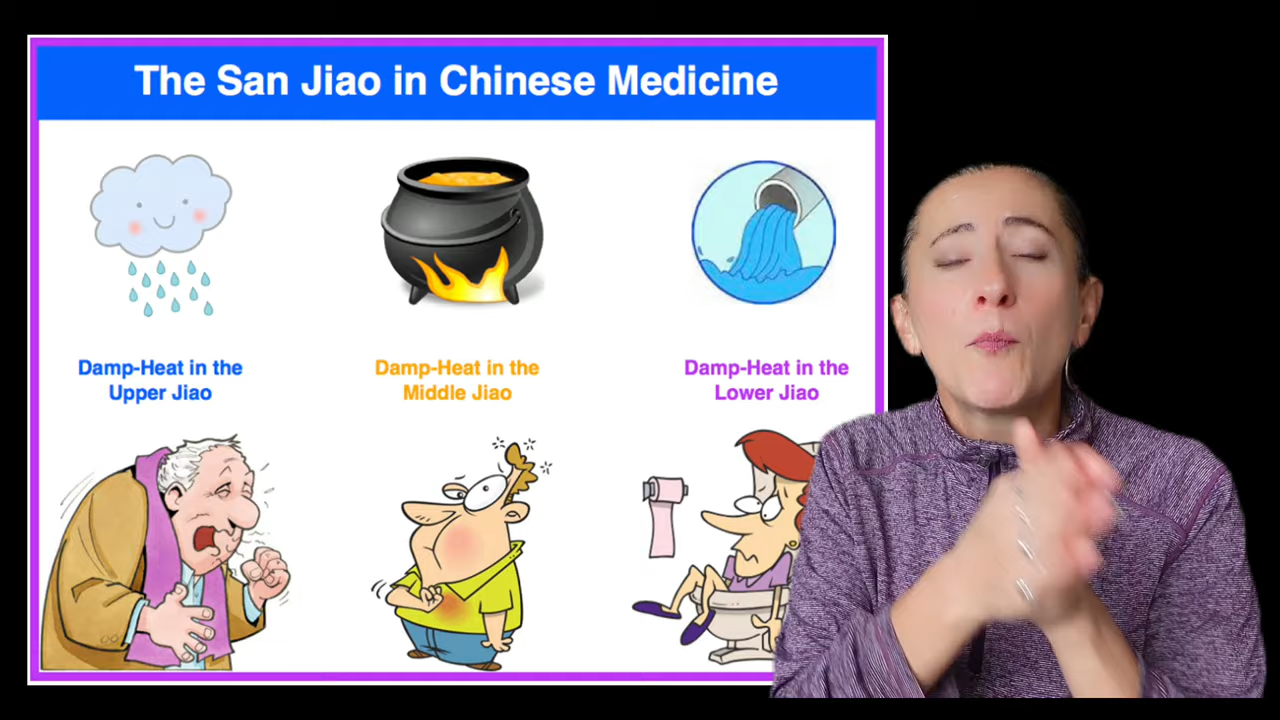 The San Jiao in Chinese Medicine
Damp-Heat in the
Upper Jiao
Damp-Heat in the
Middle Jiao
Damp-Heat in the
Lower Jiao